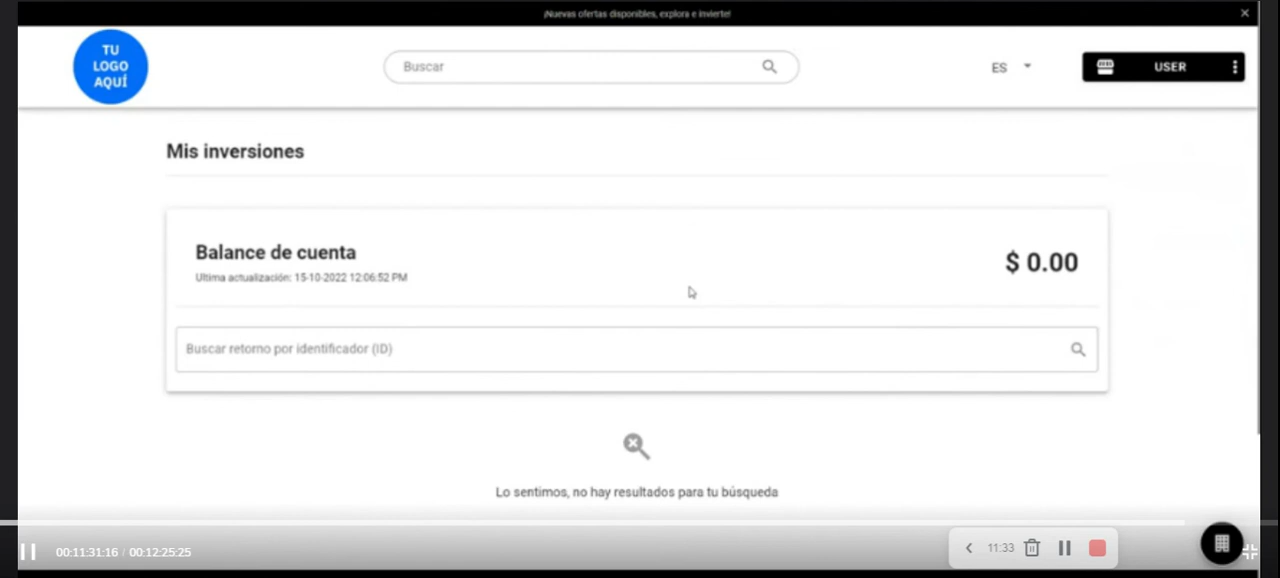 ¡Nuevas ofertas disponibles, explora e invierte!
TU
LOGO
AQUÍ
Buscar
ES
USER
Mis inversiones
Balance de cuenta
$ 0.00
Ultima actualización: 15-10-2022 12:06:52 PM
Buscar retorno por identificador (ID)
Lo sentimos, no hay resultados para tu búsqueda
00:11:31:16 / 00:12:25:25
11:33